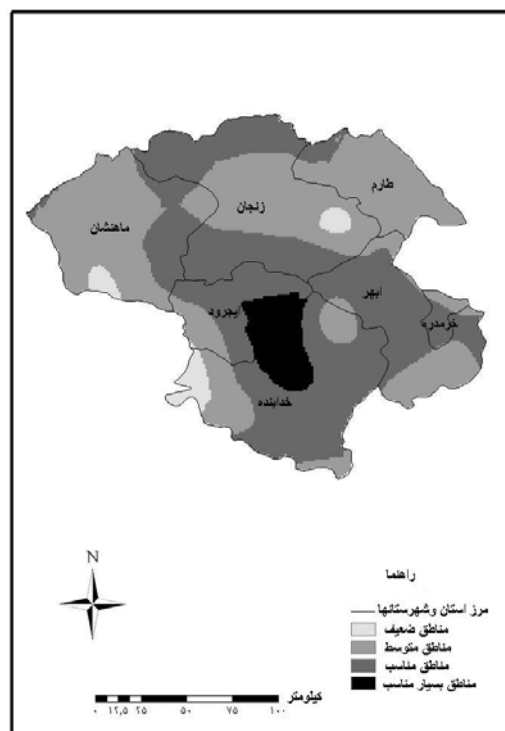 طارم
زنجان
ماهنشان
ابهر
خرمدره
ایجرود
خدابنده
راهنما
مرز استان وشهرستانها
مناطق ضعیف
مناطق متوسط
مناطق مناسب
مناطق بسیار مناسب
N
کیلومتر
۰ ۱۲,۵ ۲۵ ۵۰ ۷۵ ۱۰۰